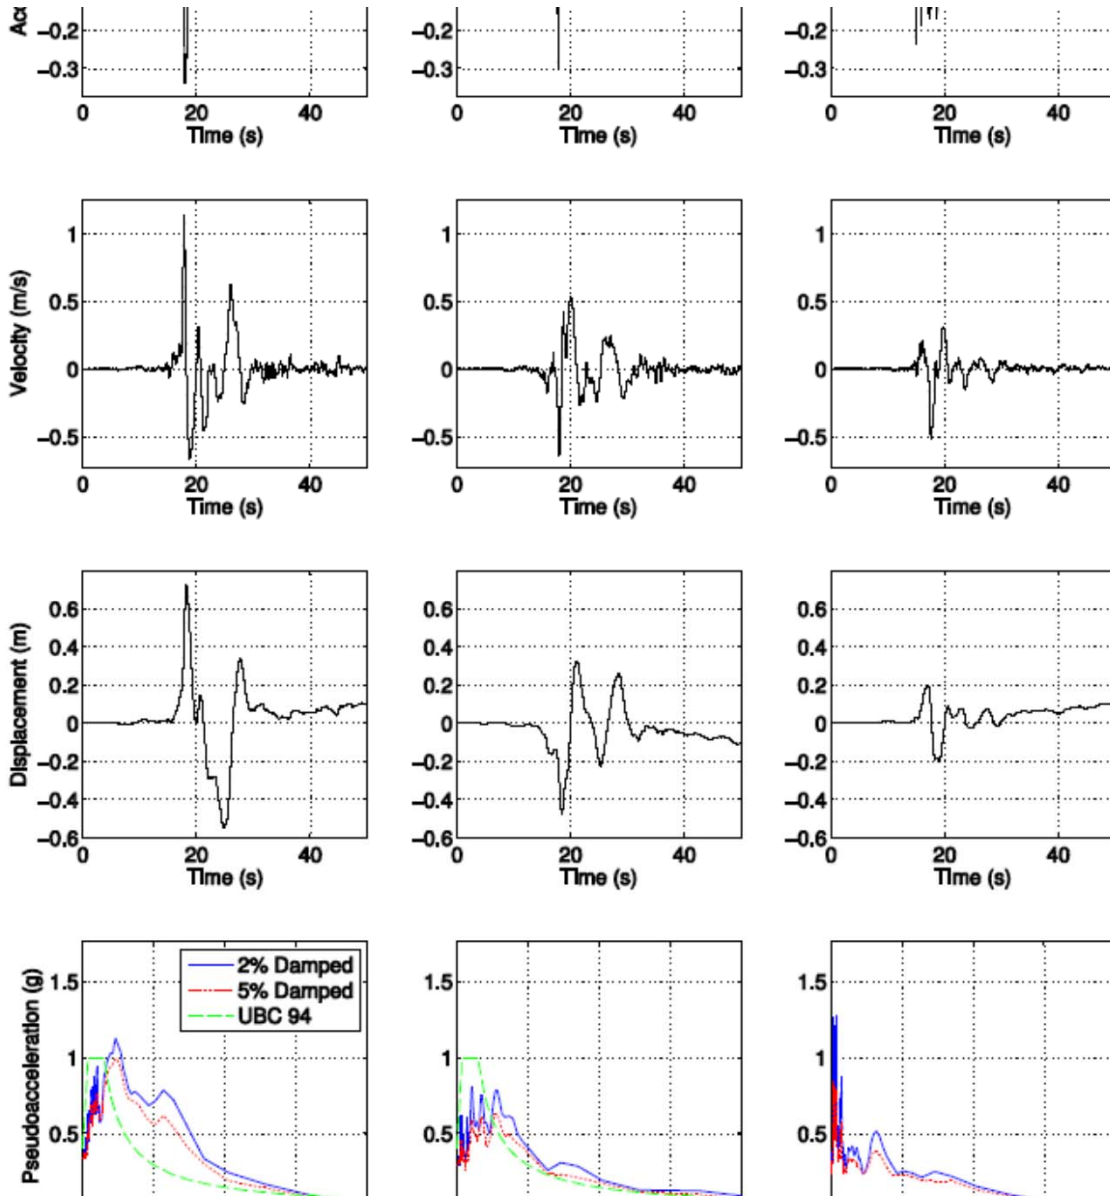 −0.2 −0.2 −0.2
−0.3 −0.3 −0.3
0 20 40 0 20 40 0 20 40
Time (s) Time (s) Time (s)
1 1 1
0.5 0.5 0.5
Velocity (m/s)
0 0 0
−0.5 −0.5 −0.5
0 20 40 0 20 40 0 20 40
Time (s) Time (s) Time (s)
0.6 0.6 0.6
0.4 0.4 0.4
0.2 0.2 0.2
Displacement (m)
0 0 0
−0.2 −0.2 −0.2
−0.4 −0.4 −0.4
−0.6 −0.6 −0.6
0 20 40 0 20 40 0 20 40
Time (s) Time (s) Time (s)
Pseudoacceleration (g)
2% Damped
5% Damped
UBC 94
1.5 1.5 1.5
1 1 1
0.5 0.5 0.5